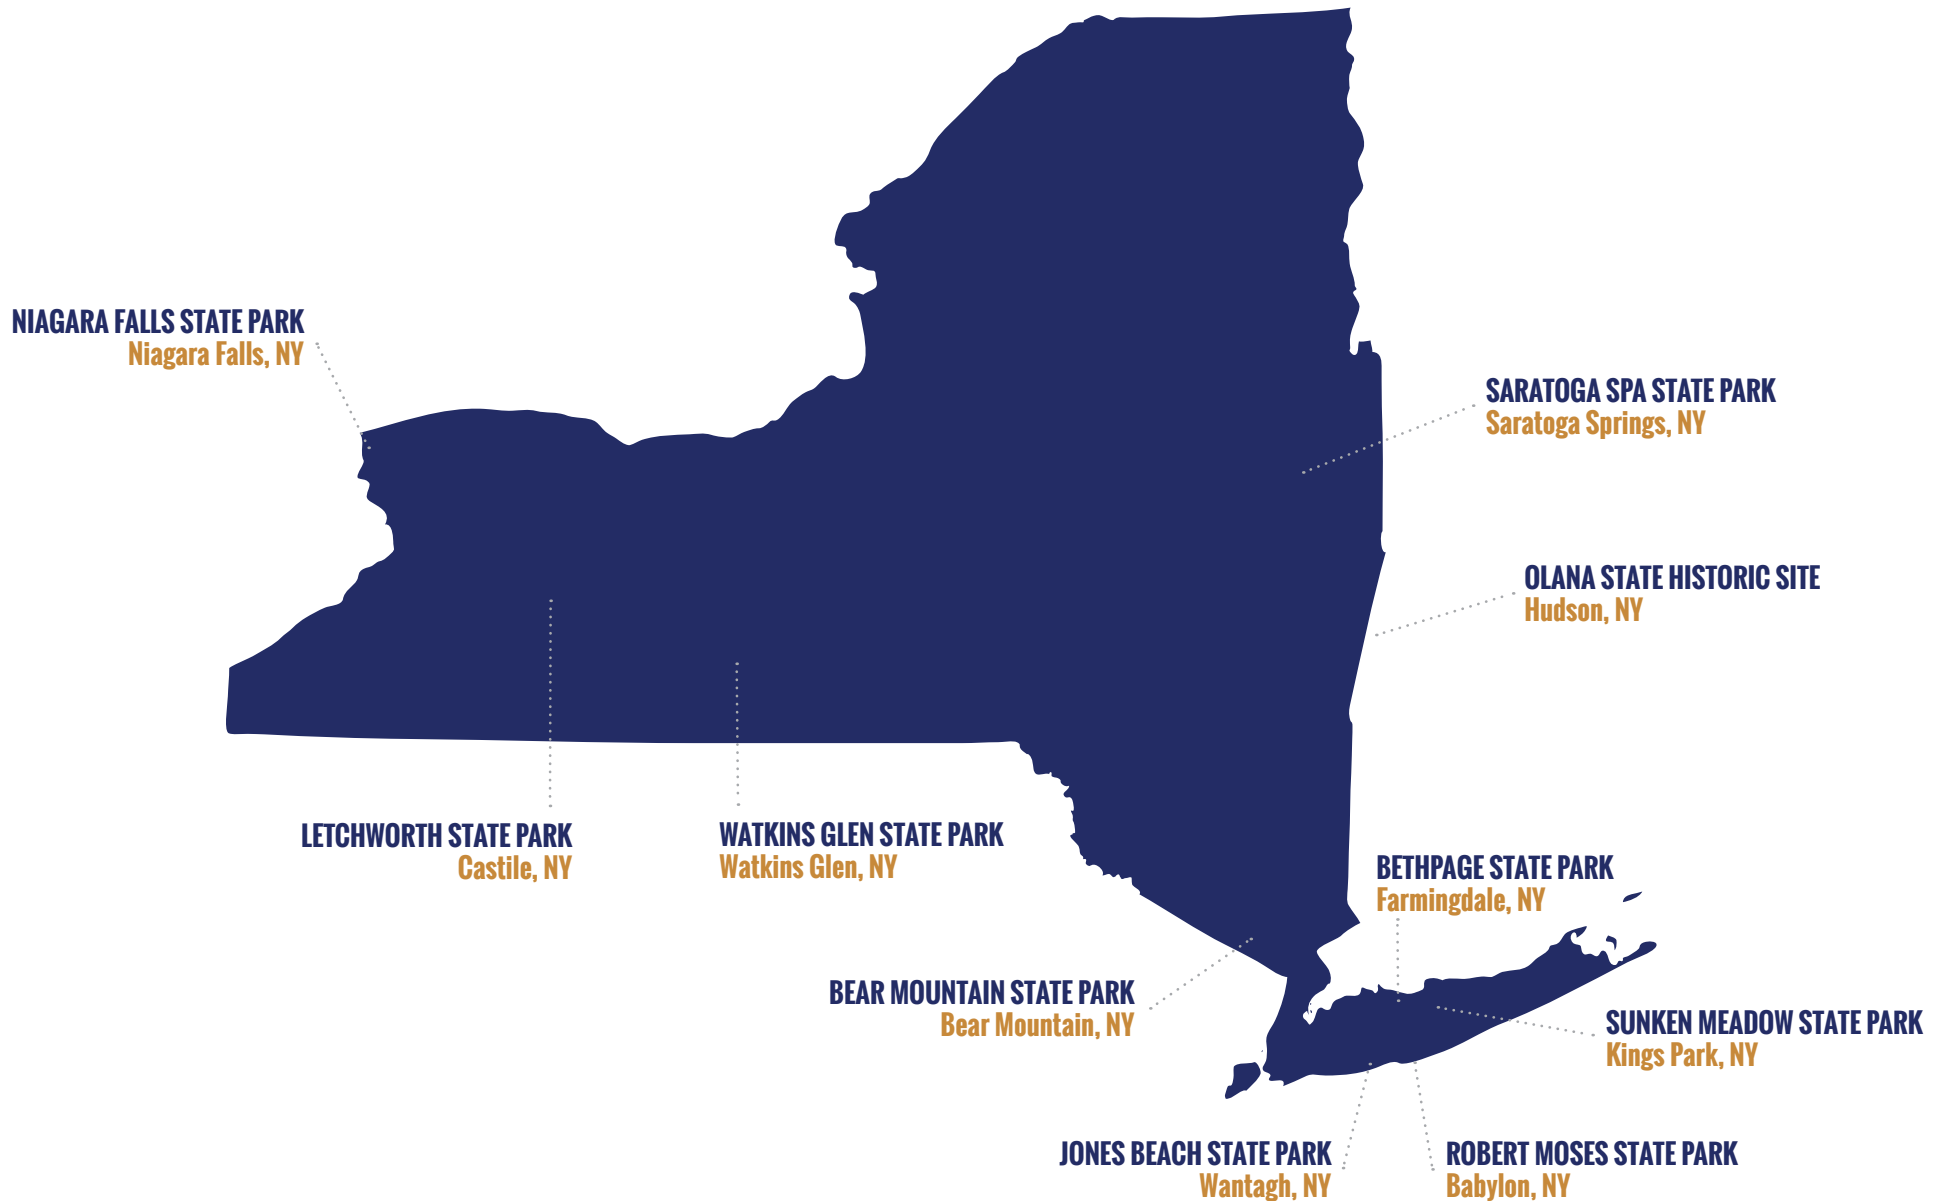 NIAGARA FALLS STATE PARK
Niagara Falls, NY
SARATOGA SPA STATE PARK
Saratoga Springs, NY
OLANA STATE HISTORIC SITE
Hudson, NY
LETCHWORTH STATE PARK
Castile, NY
WATKINS GLEN STATE PARK
Watkins Glen, NY
BETHPAGE STATE PARK
Farmingdale, NY
BEAR MOUNTAIN STATE PARK
Bear Mountain, NY
SUNKEN MEADOW STATE PARK
Kings Park, NY
JONES BEACH STATE PARK
Wantagh, NY
ROBERT MOSES STATE PARK
Babylon, NY